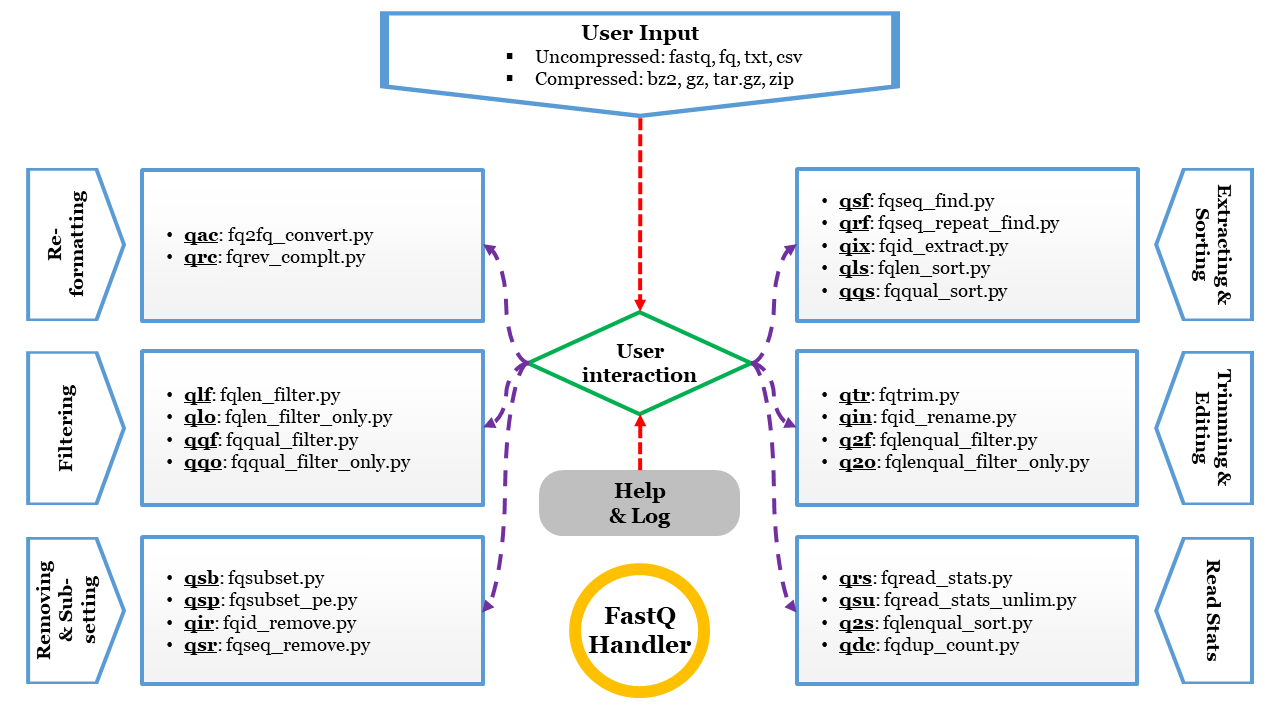 User Input
▪ Uncompressed: fastq, fq, txt, csv
▪ Compressed: bz2, gz, tar.gz, zip
Re-
formatting
• qac: fq2fq_convert.py
• qrc: fqrev_complt.py
• qsf: fqseq_find.py
• qrf: fqseq_repeat_find.py
• qix: fqid_extract.py
• qls: fqlen_sort.py
• qqs: fqqual_sort.py
Extracting &
Sorting
User
interaction
Filtering
• qlf: fqlen_filter.py
• qlo: fqlen_filter_only.py
• qqf: fqqual_filter.py
• qqo: fqqual_filter_only.py
• qtr: fqtrim.py
• qin: fqid_rename.py
• q2f: fqlenqual_filter.py
• q2o: fqlenqual_filter_only.py
Trimming &
Editing
Help
& Log
Removing
& Sub-
setting
• qsb: fqsubset.py
• qsp: fqsubset_pe.py
• qir: fqid_remove.py
• qsr: fqseq_remove.py
FastQ
Handler
• qrs: fqread_stats.py
• qsu: fqread_stats_unlim.py
• q2s: fqlenqual_sort.py
• qdc: fqdup_count.py
Read Stats